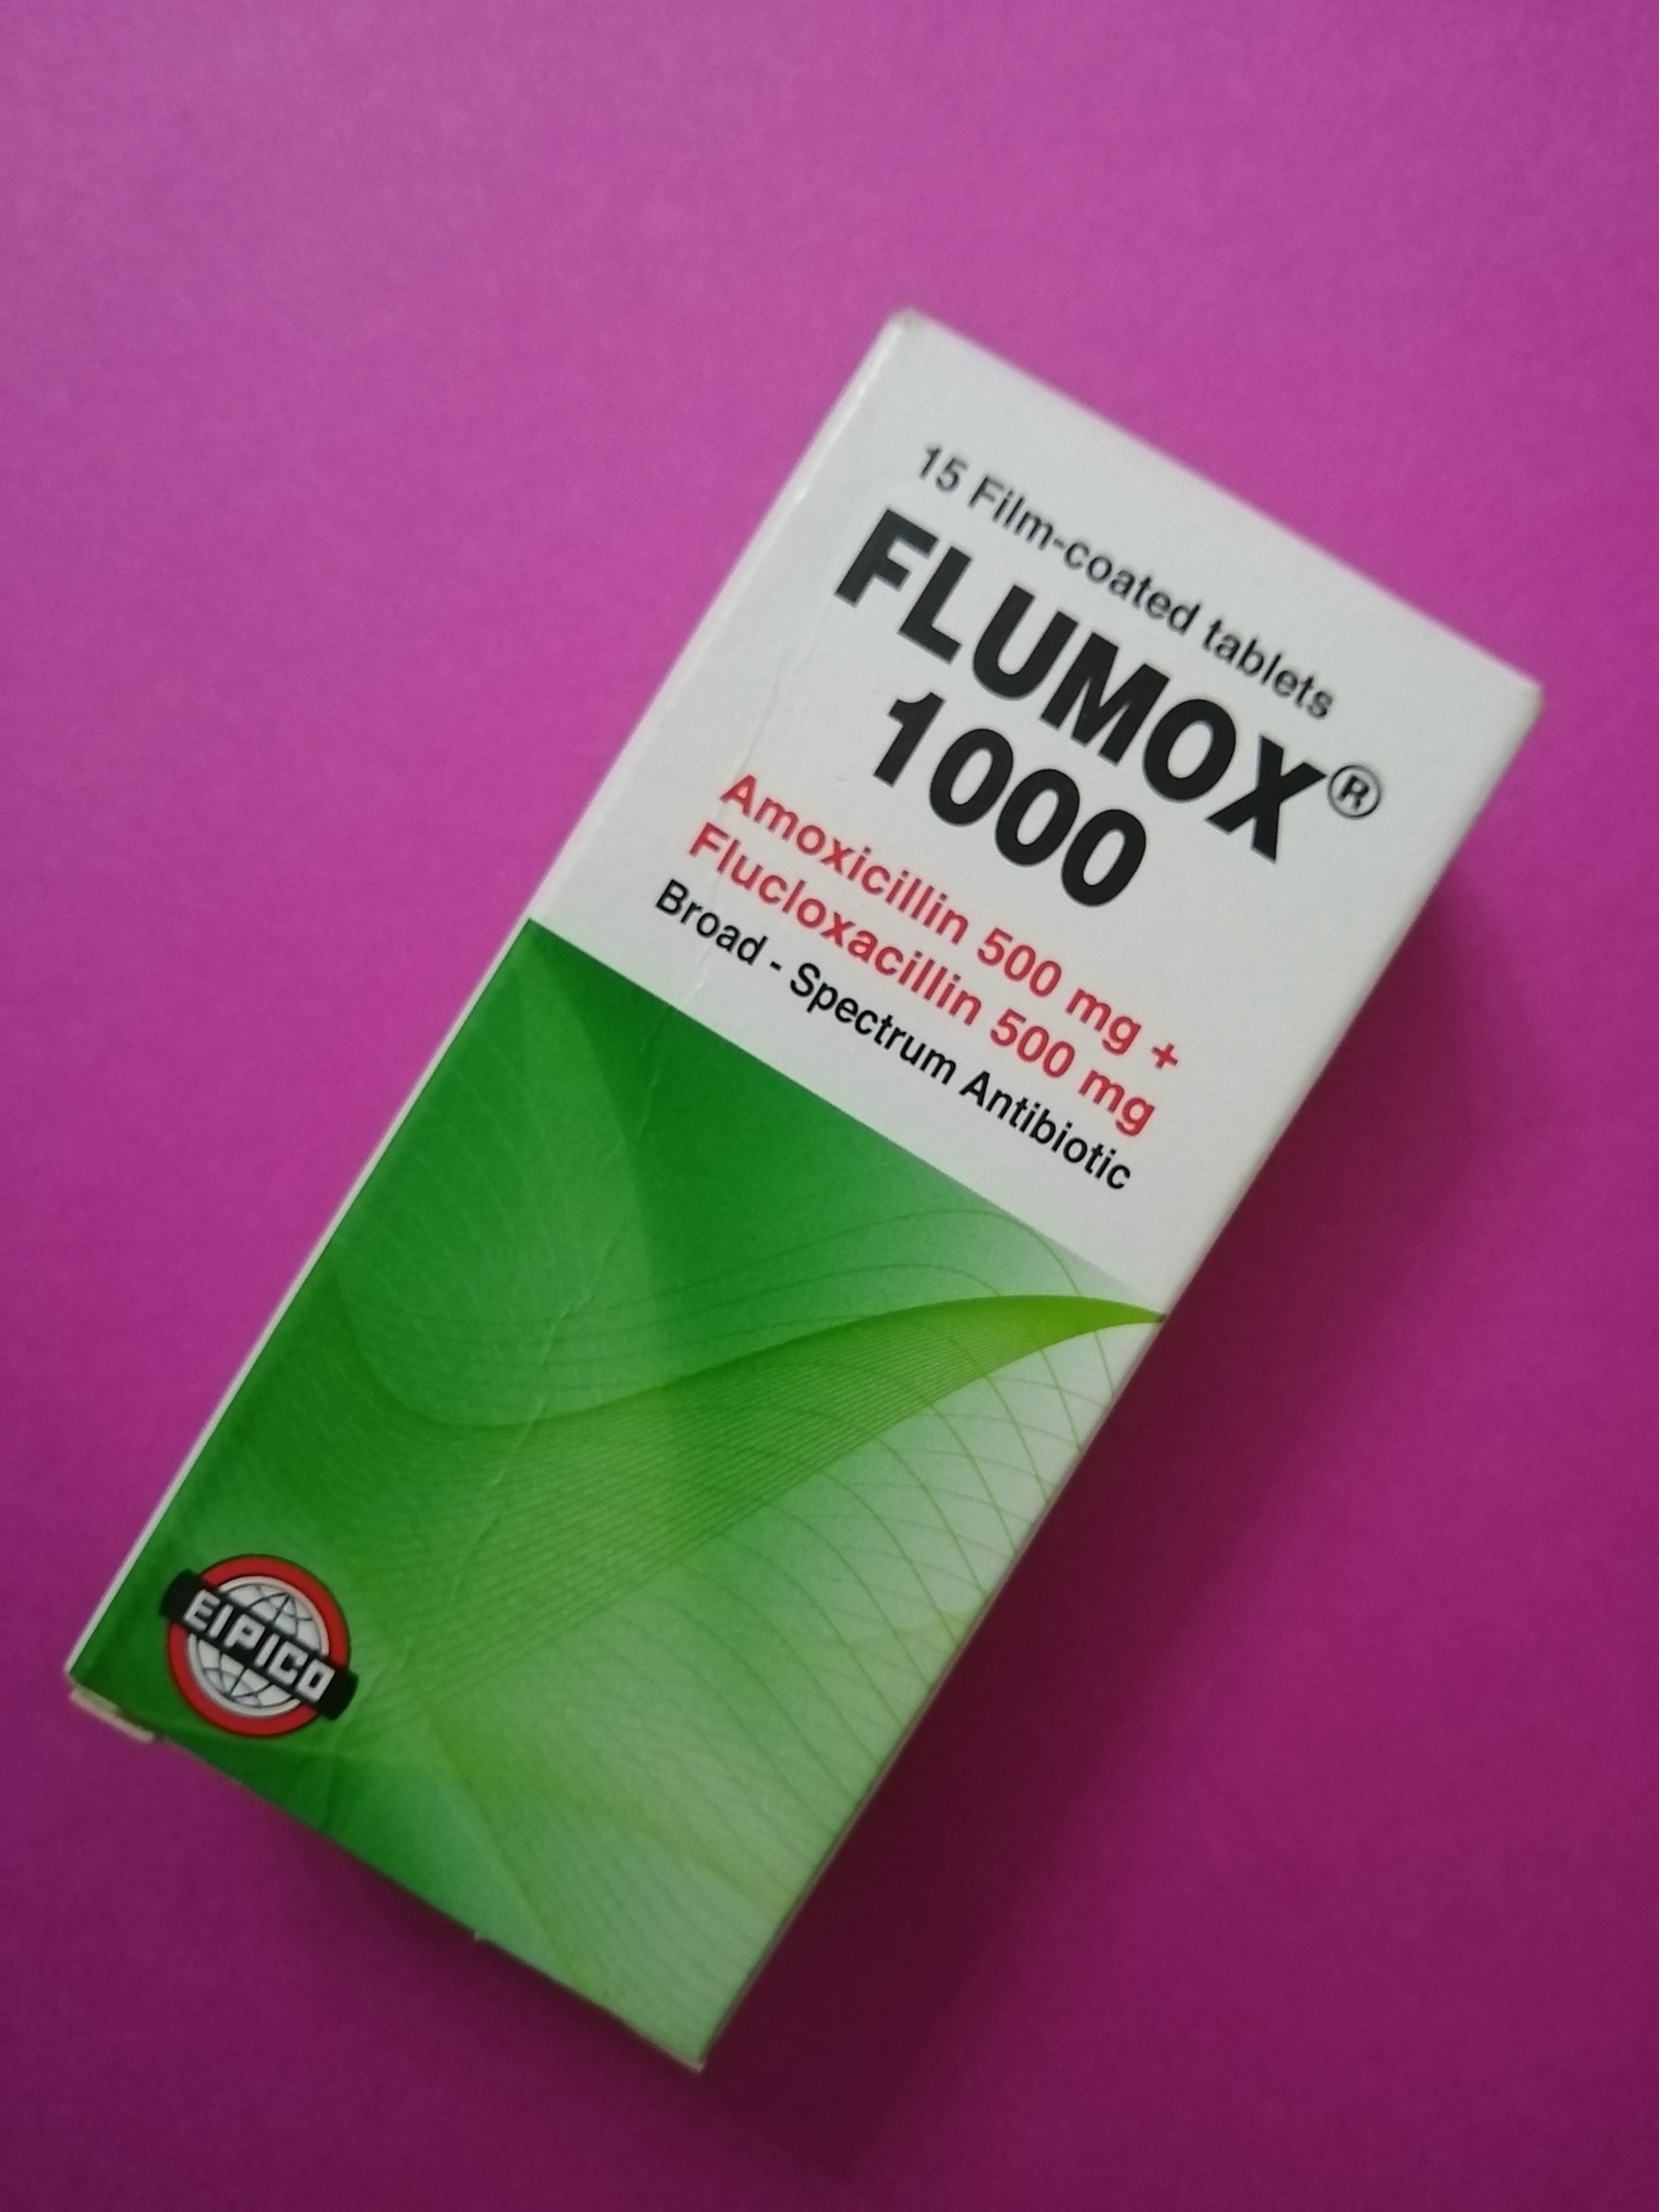 15 Film-coated tablets
FLUMOX®
1000
Amoxicillin 500 mg +
Flucloxacillin 500 mg
Broad - Spectrum Antibiotic
EIPICO